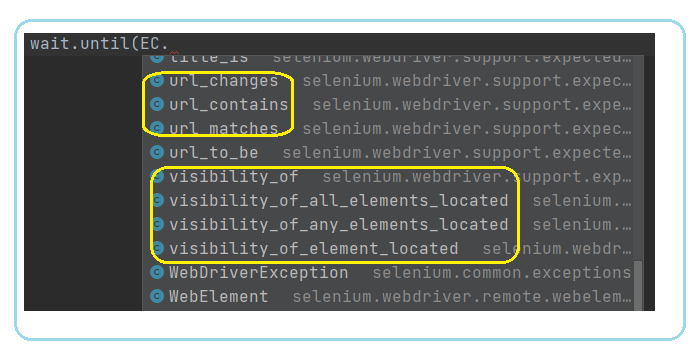 wait.until(EC.
title_is selenium.webdriver.support.expected…
url_changes selenium.webdriver.support.expec…
url_contains selenium.webdriver.support.expe…
url_matches selenium.webdriver.support.expec…
url_to_be selenium.webdriver.support.expecte…
visibility_of selenium.webdriver.support.exp…
visibility_of_all_elements_located selenium.…
visibility_of_any_elements_located selenium.…
visibility_of_element_located selenium.webdr…
WebDriverException selenium.common.exceptions
WebElement selenium.webdriver.remote.webelem…